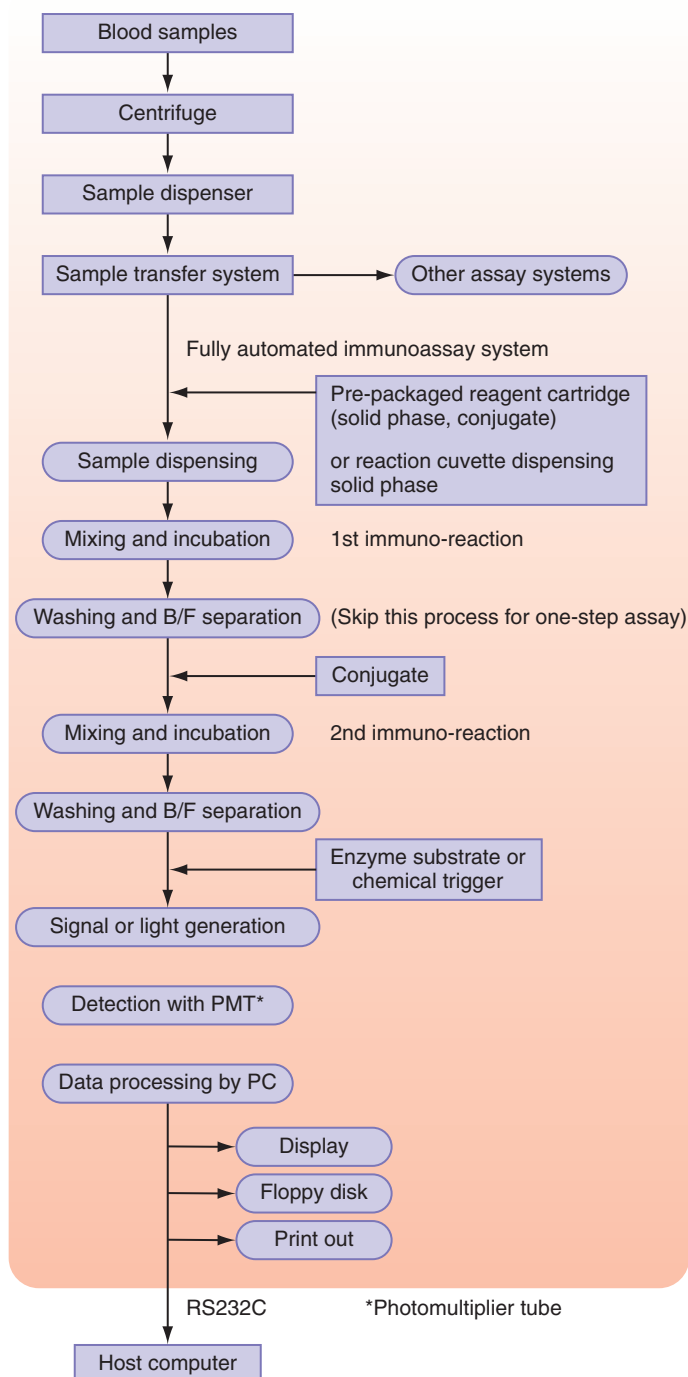 Blood samples
Centrifuge
Sample dispenser
Sample transfer system
Other assay systems
Fully automated immunoassay system
Pre-packaged reagent cartridge
(solid phase, conjugate)
or reaction cuvette dispensing
solid phase
Sample dispensing
Mixing and incubation
1st immuno-reaction
Washing and B/F separation
(Skip this process for one-step assay)
Conjugate
Mixing and incubation
2nd immuno-reaction
Washing and B/F separation
Enzyme substrate or
chemical trigger
Signal or light generation
Detection with PMT*
Data processing by PC
Display
Floppy disk
Print out
RS232C
*Photomultiplier tube
Host computer